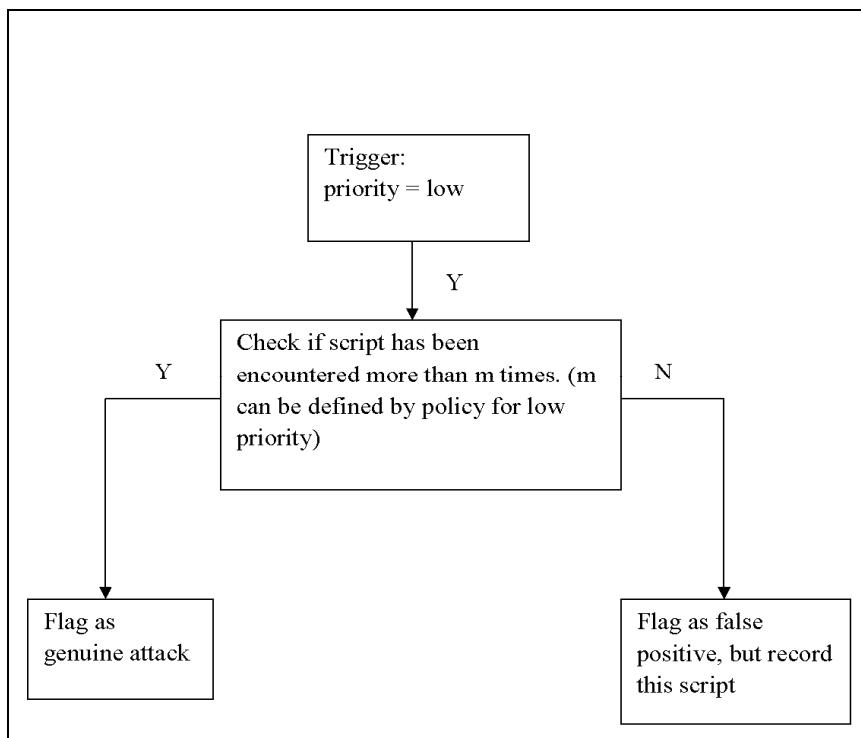 Trigger:
priority = low
Y
Check if script has been
encountered more than m times. (m
can be defined by policy for low
priority)
Y
N
Flag as
genuine attack
Flag as false
positive, but record
this script